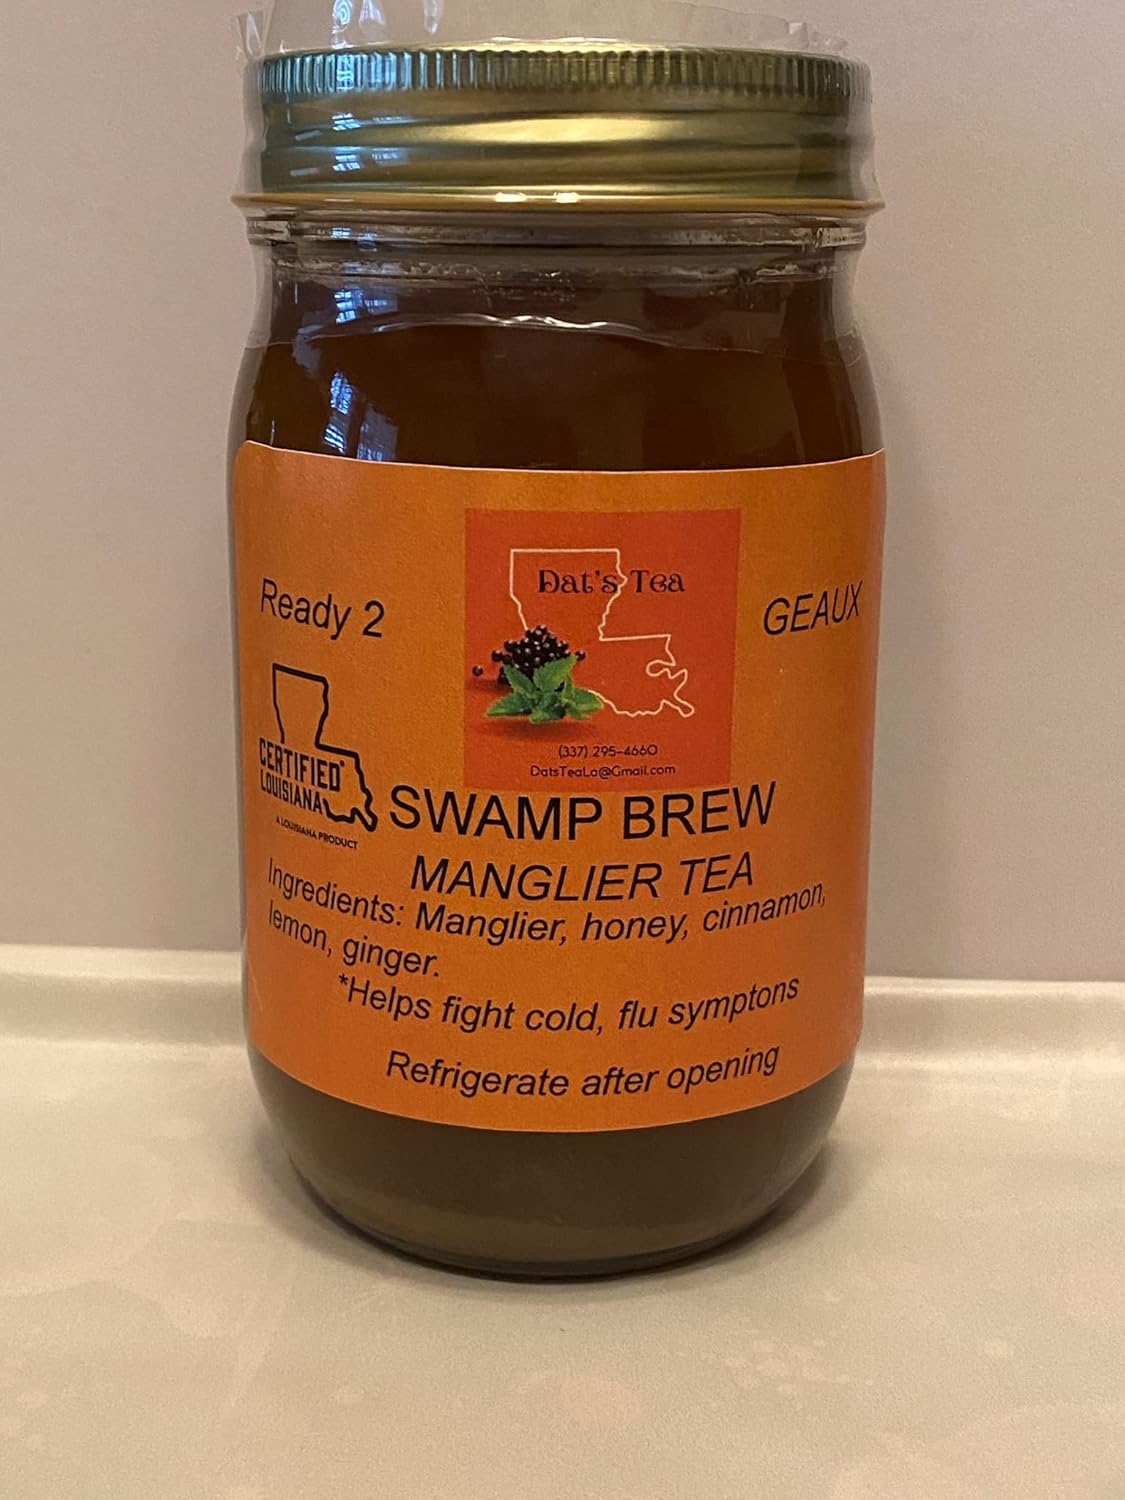 Dat's Tea
Ready 2
GEAUX
(337) 295-4660
DatsTeaLa@Gmail.com
CERTIFIED
LOUISIANA
A LOUISIANA PRODUCT
SWAMP BREW
MANGLIER TEA
Ingredients: Manglier, honey, cinnamon,
lemon, ginger.
*Helps fight cold, flu symptons
Refrigerate after opening